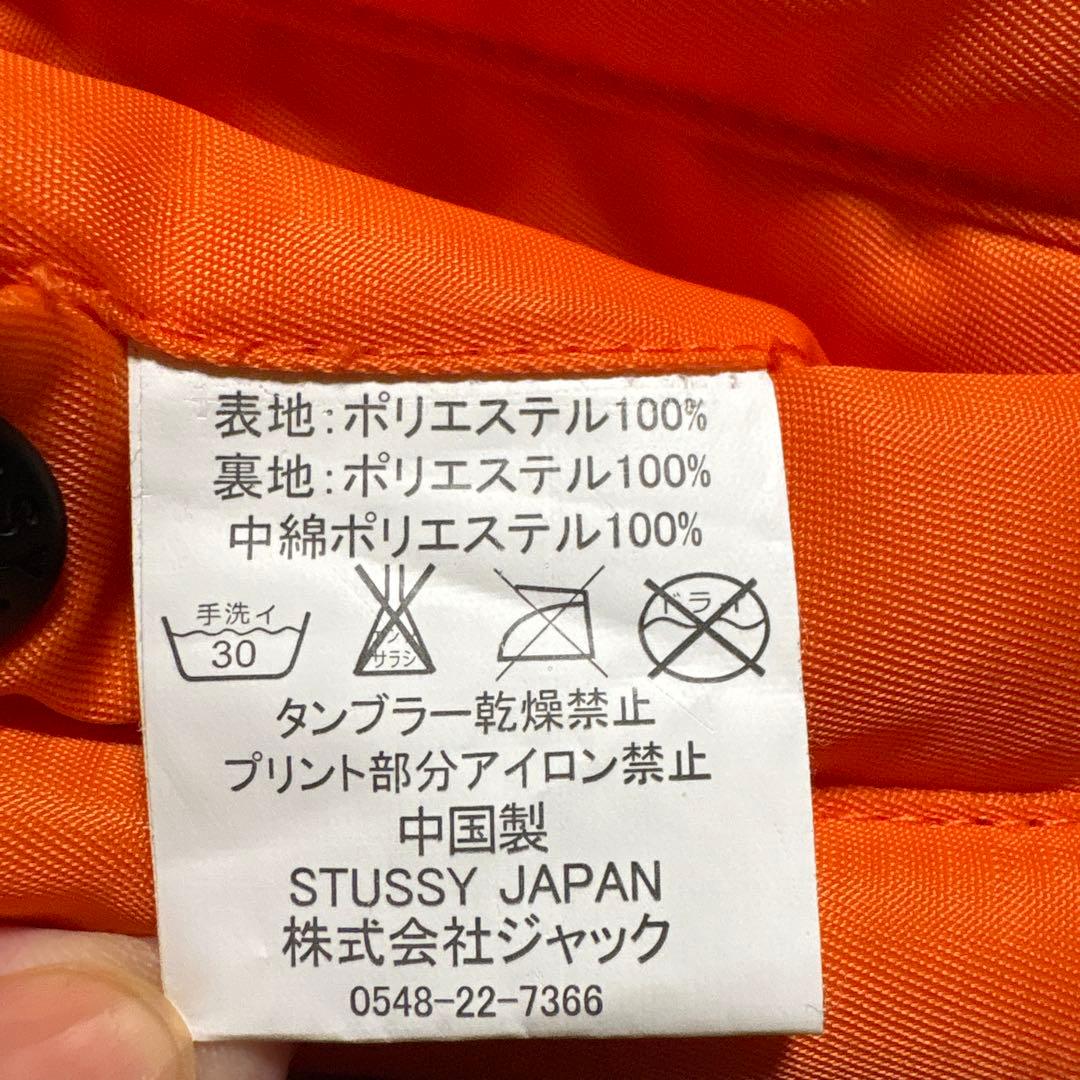 表地:ポリエステル100%
裏地:ポリエステル100%
中綿ポリエステル100%
手洗イ
30
サラシ
ドライ
タンブラー乾燥禁止
プリント部分アイロン禁止
中国製
STUSSY JAPAN
株式会社ジャック
0548-22-7366